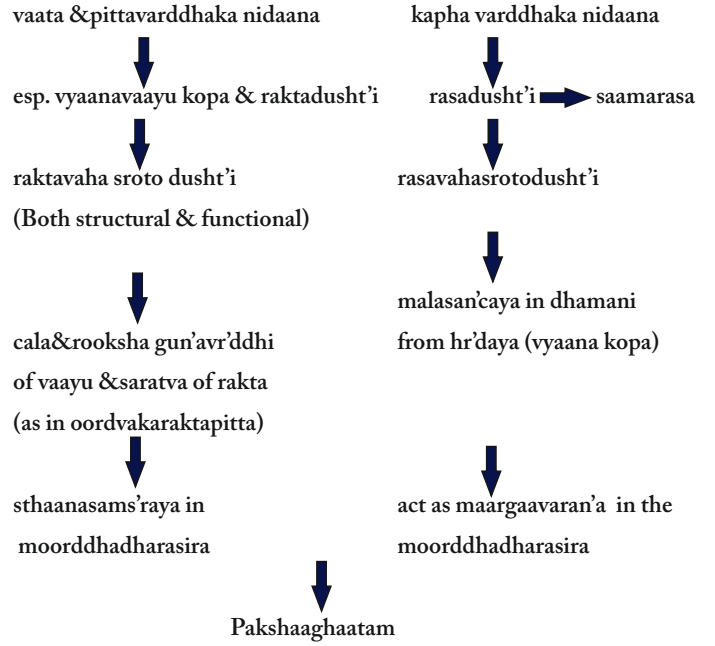 vaata &pittavarddhaka nidaana
esp. vyaanavaayu kopa & raktadusht'i
raktavaha sroto dusht'i
(Both structural & functional)
cala&rooksha gun'avr'ddhi
of vaayu &saratva of rakta
(as in oordvakaraktapitta)
sthaanasams'raya in
moorddhadharasira
kapha varddhaka nidaana
rasadusht'i saamarasa
rasavahasrotodusht'i
malasan'caya in dhamani
from hr'daya (vyaana kopa)
act as maargaavaran'a in the
moorddhadharasira
Pakshaaghaatam